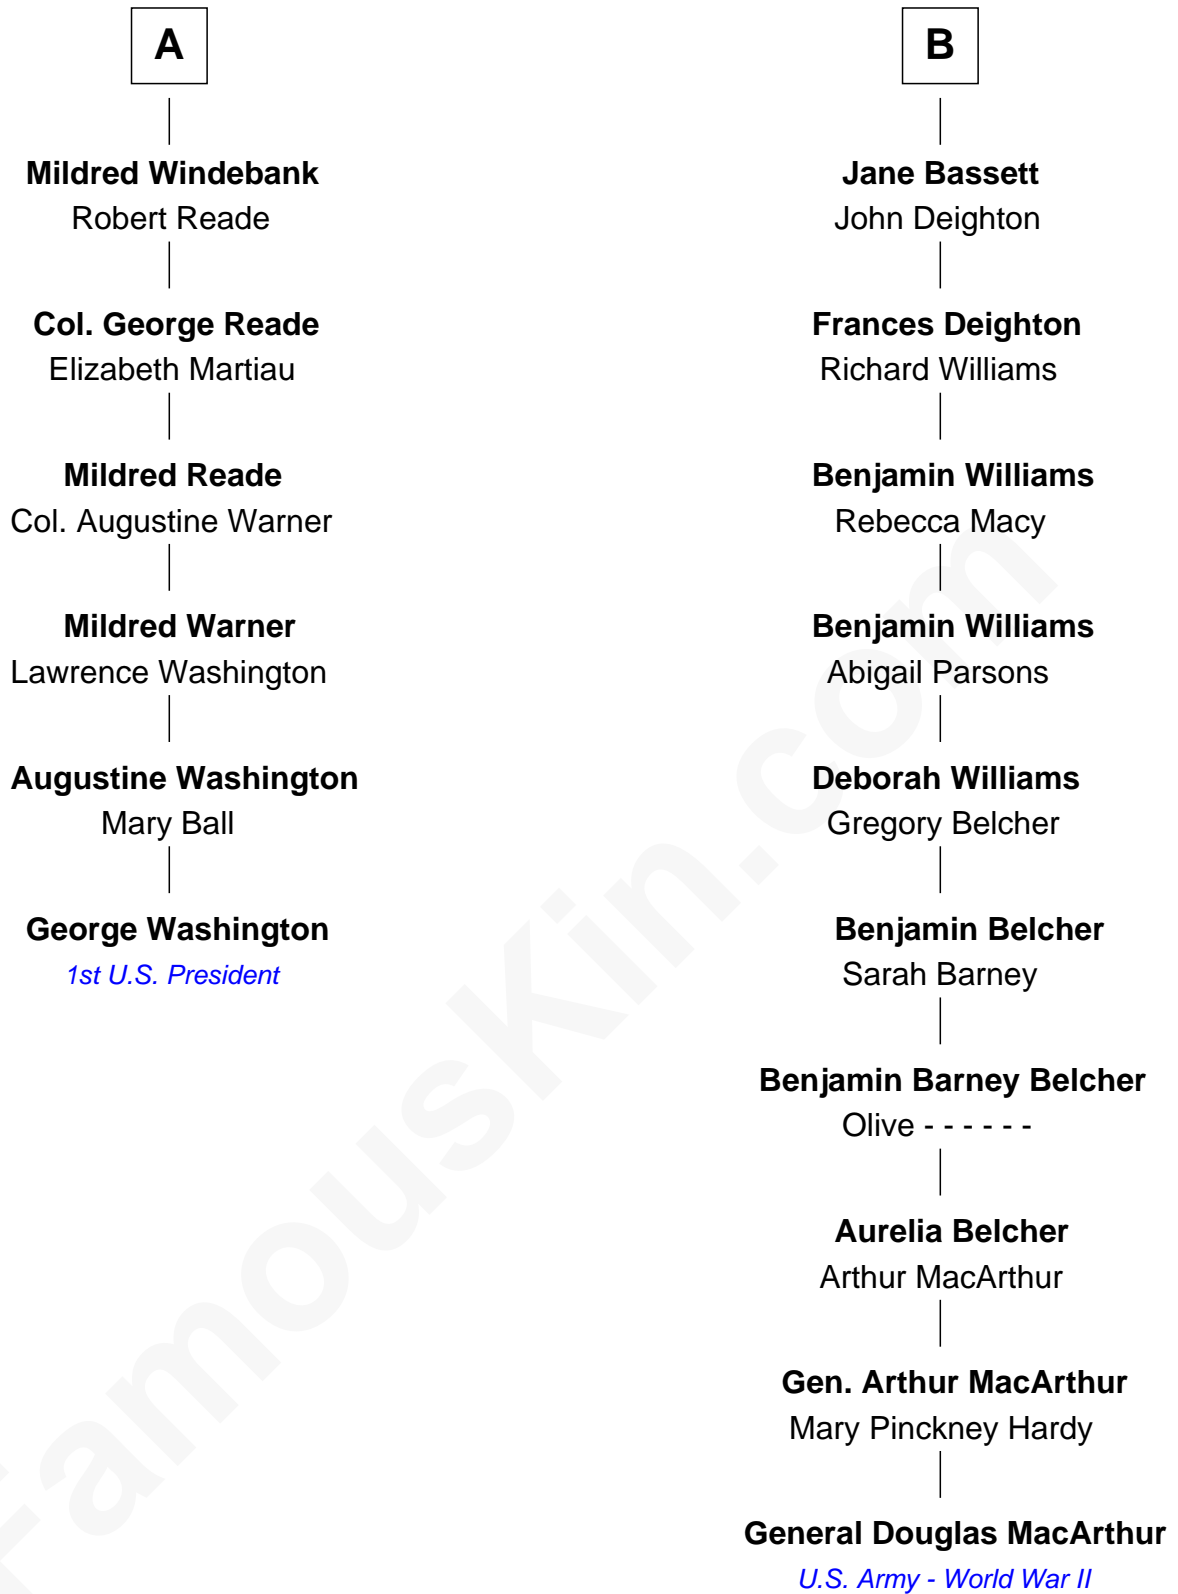 A
Mildred Windebank
Robert Reade
Col. George Reade
Elizabeth Martiau
Mildred Reade
Col. Augustine Warner
Mildred Warner
Lawrence Washington
Augustine Washington
Mary Ball
George Washington
1st U.S. President
B
Jane Bassett
John Deighton
Frances Deighton
Richard Williams
Benjamin Williams
Rebecca Macy
Benjamin Williams
Abigail Parsons
Deborah Williams
Gregory Belcher
Benjamin Belcher
Sarah Barney
Benjamin Barney Belcher
Olive - - - - - -
Aurelia Belcher
Arthur MacArthur
Gen. Arthur MacArthur
Mary Pinckney Hardy
General Douglas MacArthur
U.S. Army - World War II
FamousKin.com